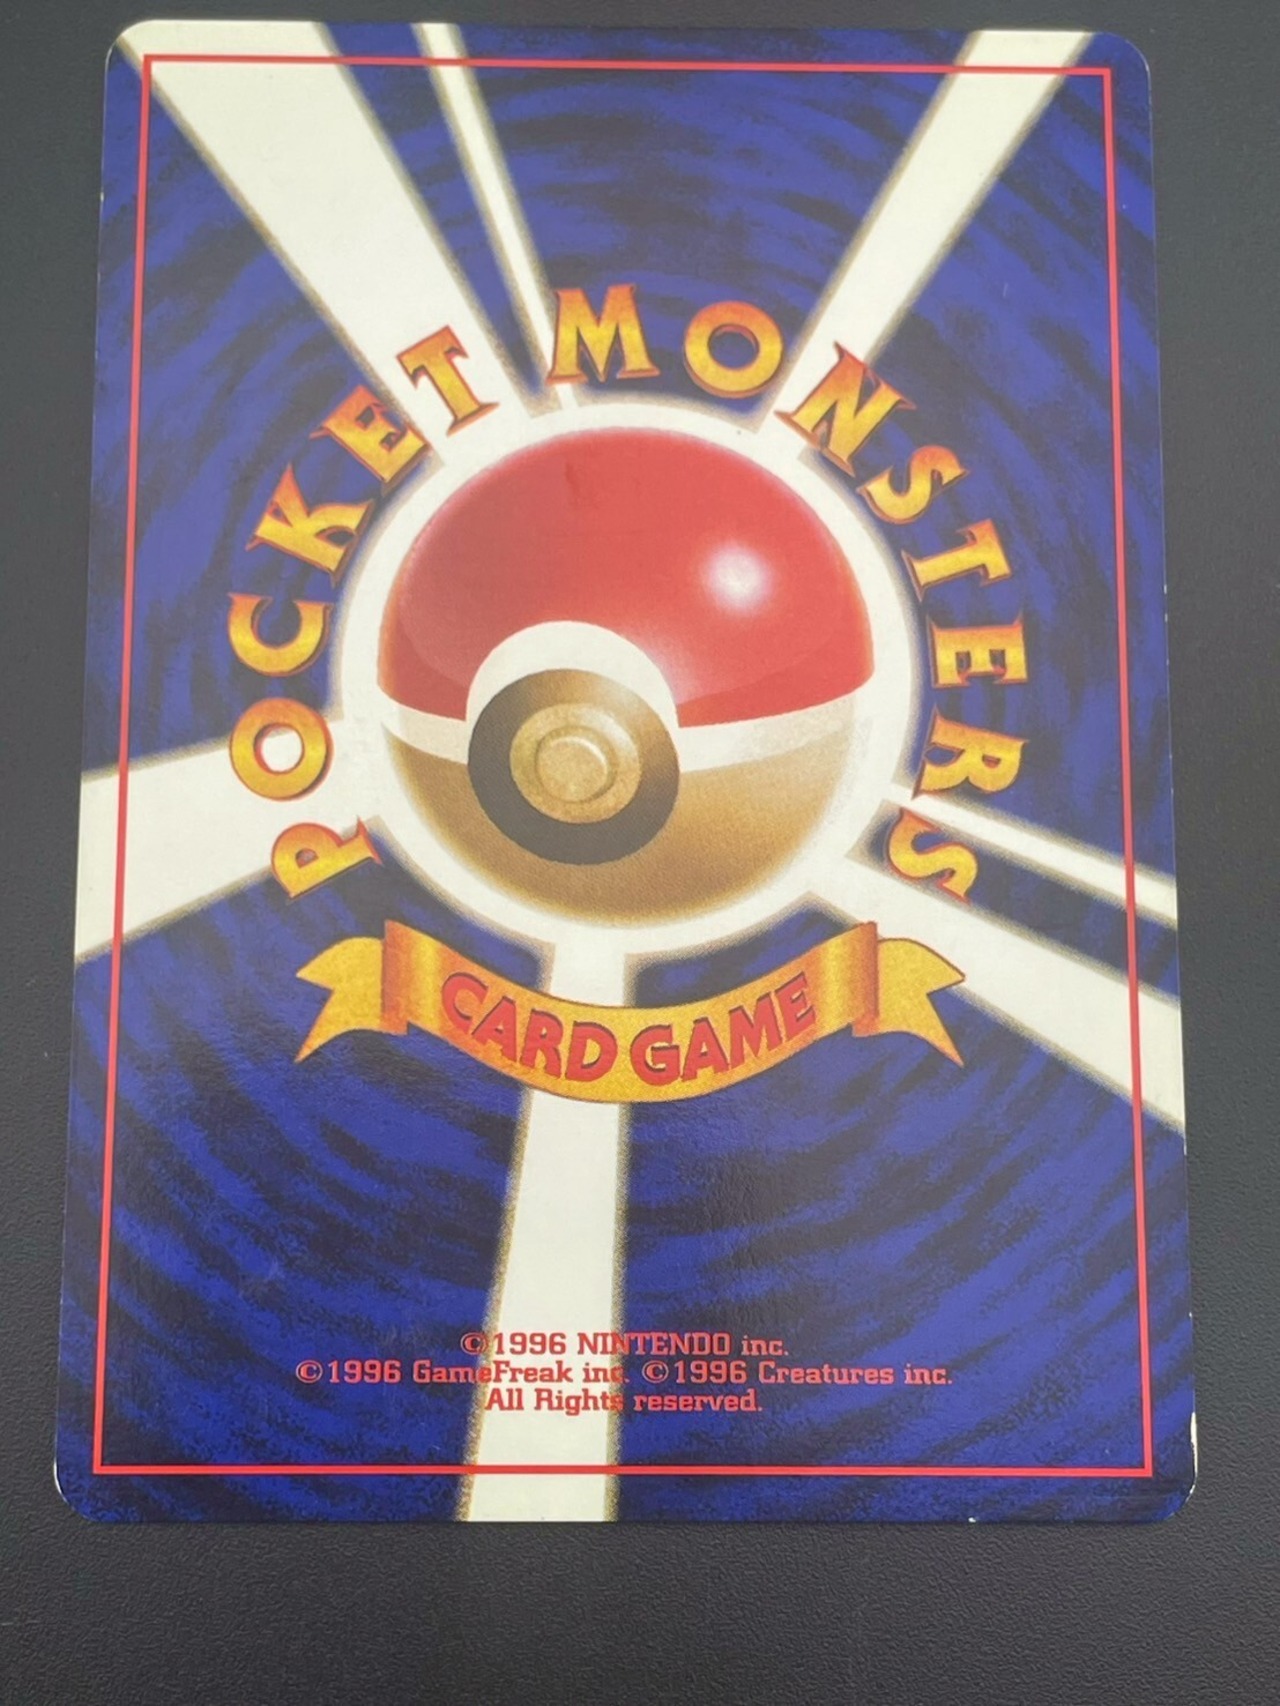 POCKET MONSTERS
CARD GAME
©1996 NINTENDO inc.
©1996 GameFreak inc. ©1996 Creatures inc.
All Rights reserved.